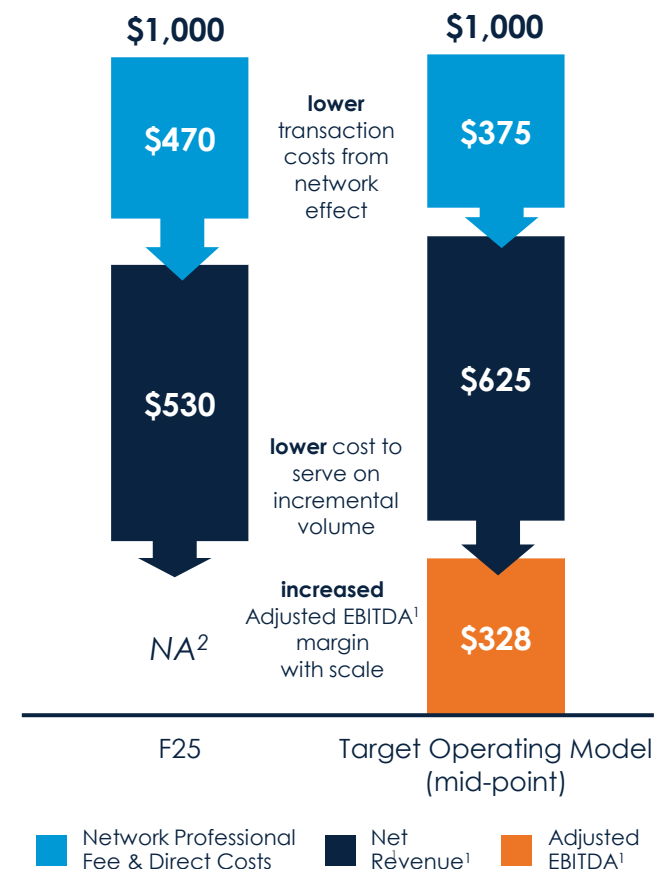 $1,000
$1,000
$470
lower
transaction
costs from
network
effect
$375
$530
$625
lower cost to
serve on
incremental
volume
increased
Adjusted EBITDA¹
margin
with scale
NA²
$328
F25
Target Operating Model
(mid-point)
Network Professional
Fee & Direct Costs
Net
Revenue¹
1
Adjusted
EBITDA¹